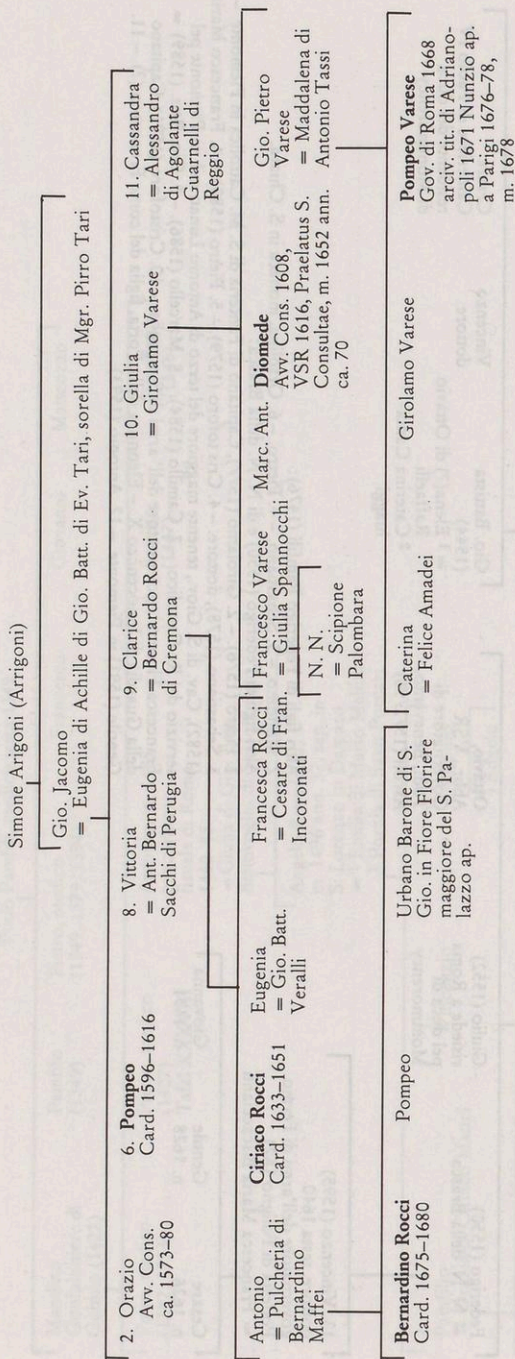 Simone Arigoni (Arrigoni)
Gio. Jacomo
= Eugenia di Achille di Gio. Batt. di Ev. Tari, sorella di Mgr. Pirro Tari
2. Orazio
Avv. Cons.
ca. 1573–80
6. Pompeo
Card. 1596–1616
8. Vittoria
= Ant. Bernardo
Sacchi di Perugia
9. Clarice
= Bernardo Rocci
di Cremona
10. Giulia
= Girolamo Varese
11. Cassandra
= Alessandro
di Agolante
Guarnelli di
Reggio
Antonio
= Pulcheria di
Bernardino
Maffei
Ciriaco Rocci
Card. 1633–1651
Eugenia
= Gio. Batt.
Veralli
Francesca Rocci
= Cesare di Fran.
Incoronati
Francesco Varese
= Giulia Spannocchi
N. N.
= Scipione
Palombara
Marc. Ant.
Diomede
Avv. Cons. 1608,
VSR 1616, Praelatus S.
Consultae, m. 1652 ann.
ca. 70
Gio. Pietro
Varese
= Maddalena di
Antonio Tassi
Bernardino Rocci
Card. 1675–1680
Pompeo
Urbano Barone di S.
Gio. in Fiore Floriere
maggiore del S. Pa-
lazzo ap.
Caterina
= Felice Amadei
Girolamo Varese
Pompeo Varese
Gov. di Roma 1668
arciv. tit. di Adriano-
poli 1671 Nunzio ap.
a Parigi 1676–78,
m. 1678